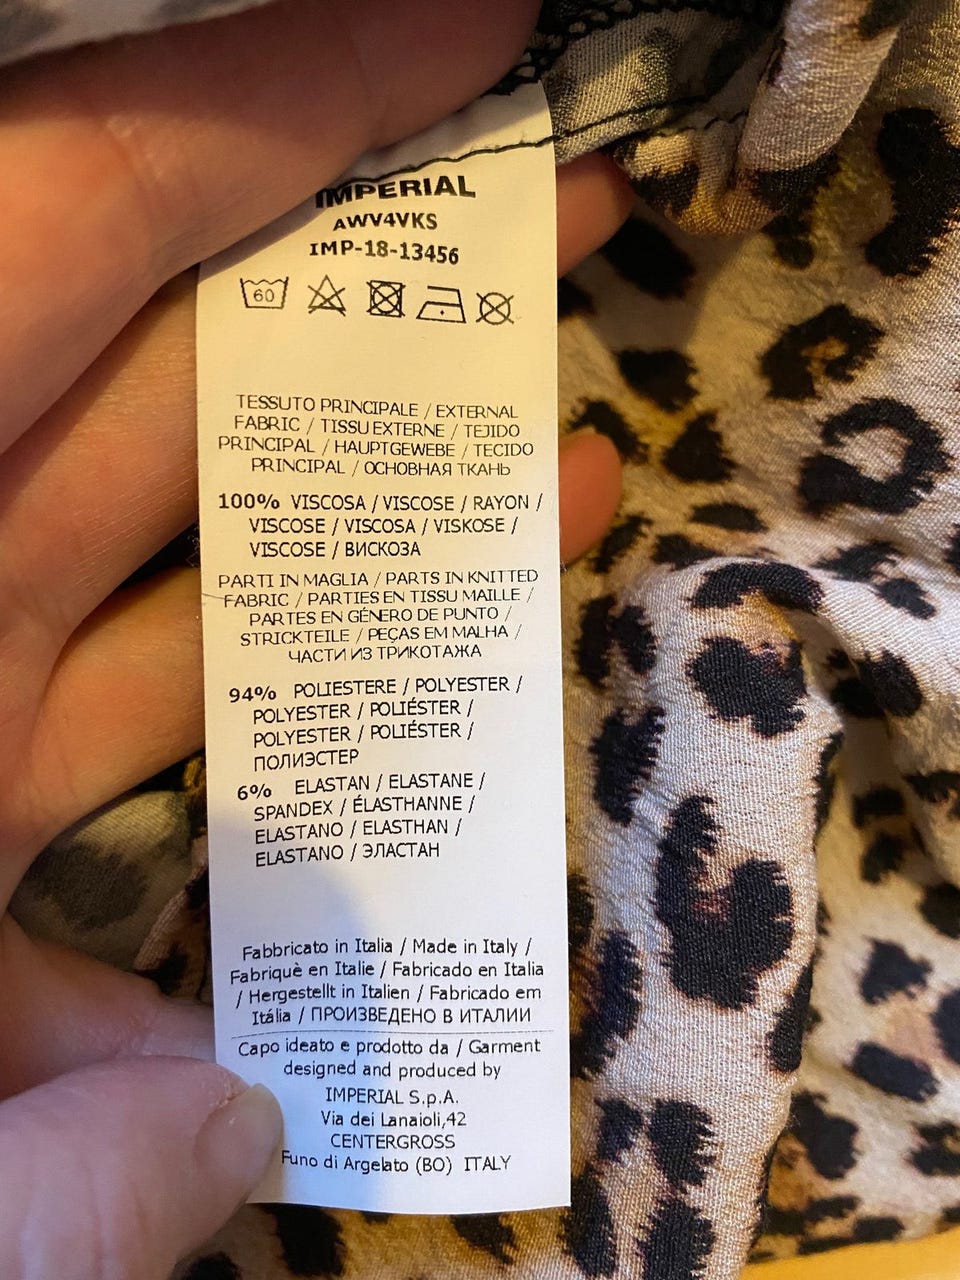 IMPERIAL
AWV4VKS
IMP-18-13456
60
TESSUTO PRINCIPALE / EXTERNAL
FABRIC / TISSU EXTERNE / TEJIDO
PRINCIPAL / HAUPTGEWEBE / TECIDO
PRINCIPAL / ОСНОВНАЯ ТКАНЬ
100% VISCOSA / VISCOSE / RAYON /
VISCOSE / VISCOSA / VISKOSE /
VISCOSE / ВИСКОЗА
PARTI IN MAGLIA / PARTS IN KNITTED
FABRIC / PARTIES EN TISSU MAILLE /
PARTES EN GÉNERO DE PUNTO /
STRICKTEILE / PEÇAS EM MALHA /
ЧАСТИ ИЗ ТРИКОТАЖА
94% POLIESTERE / POLYESTER /
POLYESTER / POLIÉSTER /
POLYESTER / POLIÉSTER /
ПОЛИЭСТЕР
6% ELASTAN / ELASTANE /
SPANDEX / ÉLASTHANNE /
ELASTANO / ELASTHAN /
ELASTANO / ЭЛАСТАН
Fabbricato in Italia / Made in Italy /
Fabriquè en Italie / Fabricado en Italia
/ Hergestellt in Italien / Fabricado em
Itália / ПРОИЗВЕДЕНО В ИТАЛИИ
Capo ideato e prodotto da / Garment
designed and produced by
IMPERIAL S.p.A.
Via dei Lanaioli,42
CENTERGROSS
Funo di Argelato (BO) ITALY